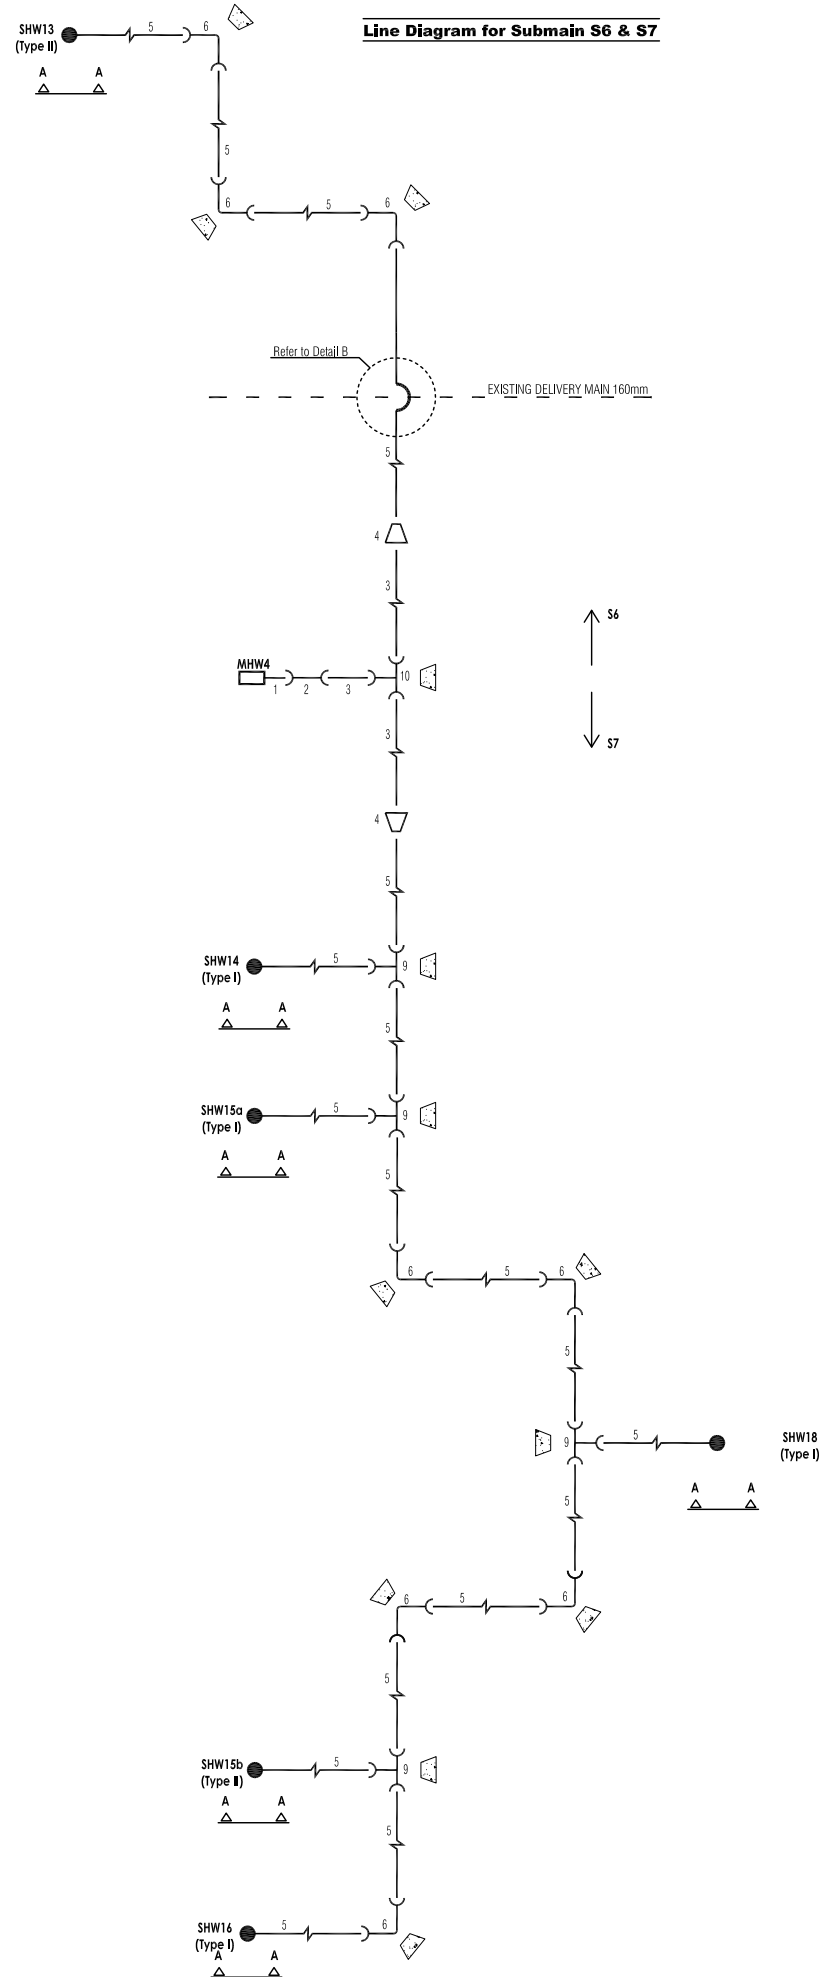 Line Diagram for Submain S6 & S7
SHW13
(Type II)
5
6
A A
5
6
5
6
Refer to Detail B
EXISTING DELIVERY MAIN 160mm
5
4
3
S6
MHW4
1
2
3
10
3
S7
4
5
SHW14
(Type I)
5
9
A A
5
SHW15a
(Type I)
5
9
A A
5
6
5
6
5
SHW18
(Type I)
9
5
A A
5
6
5
6
5
SHW15b
(Type II)
5
9
A A
5
SHW16
(Type I)
5
6
A A